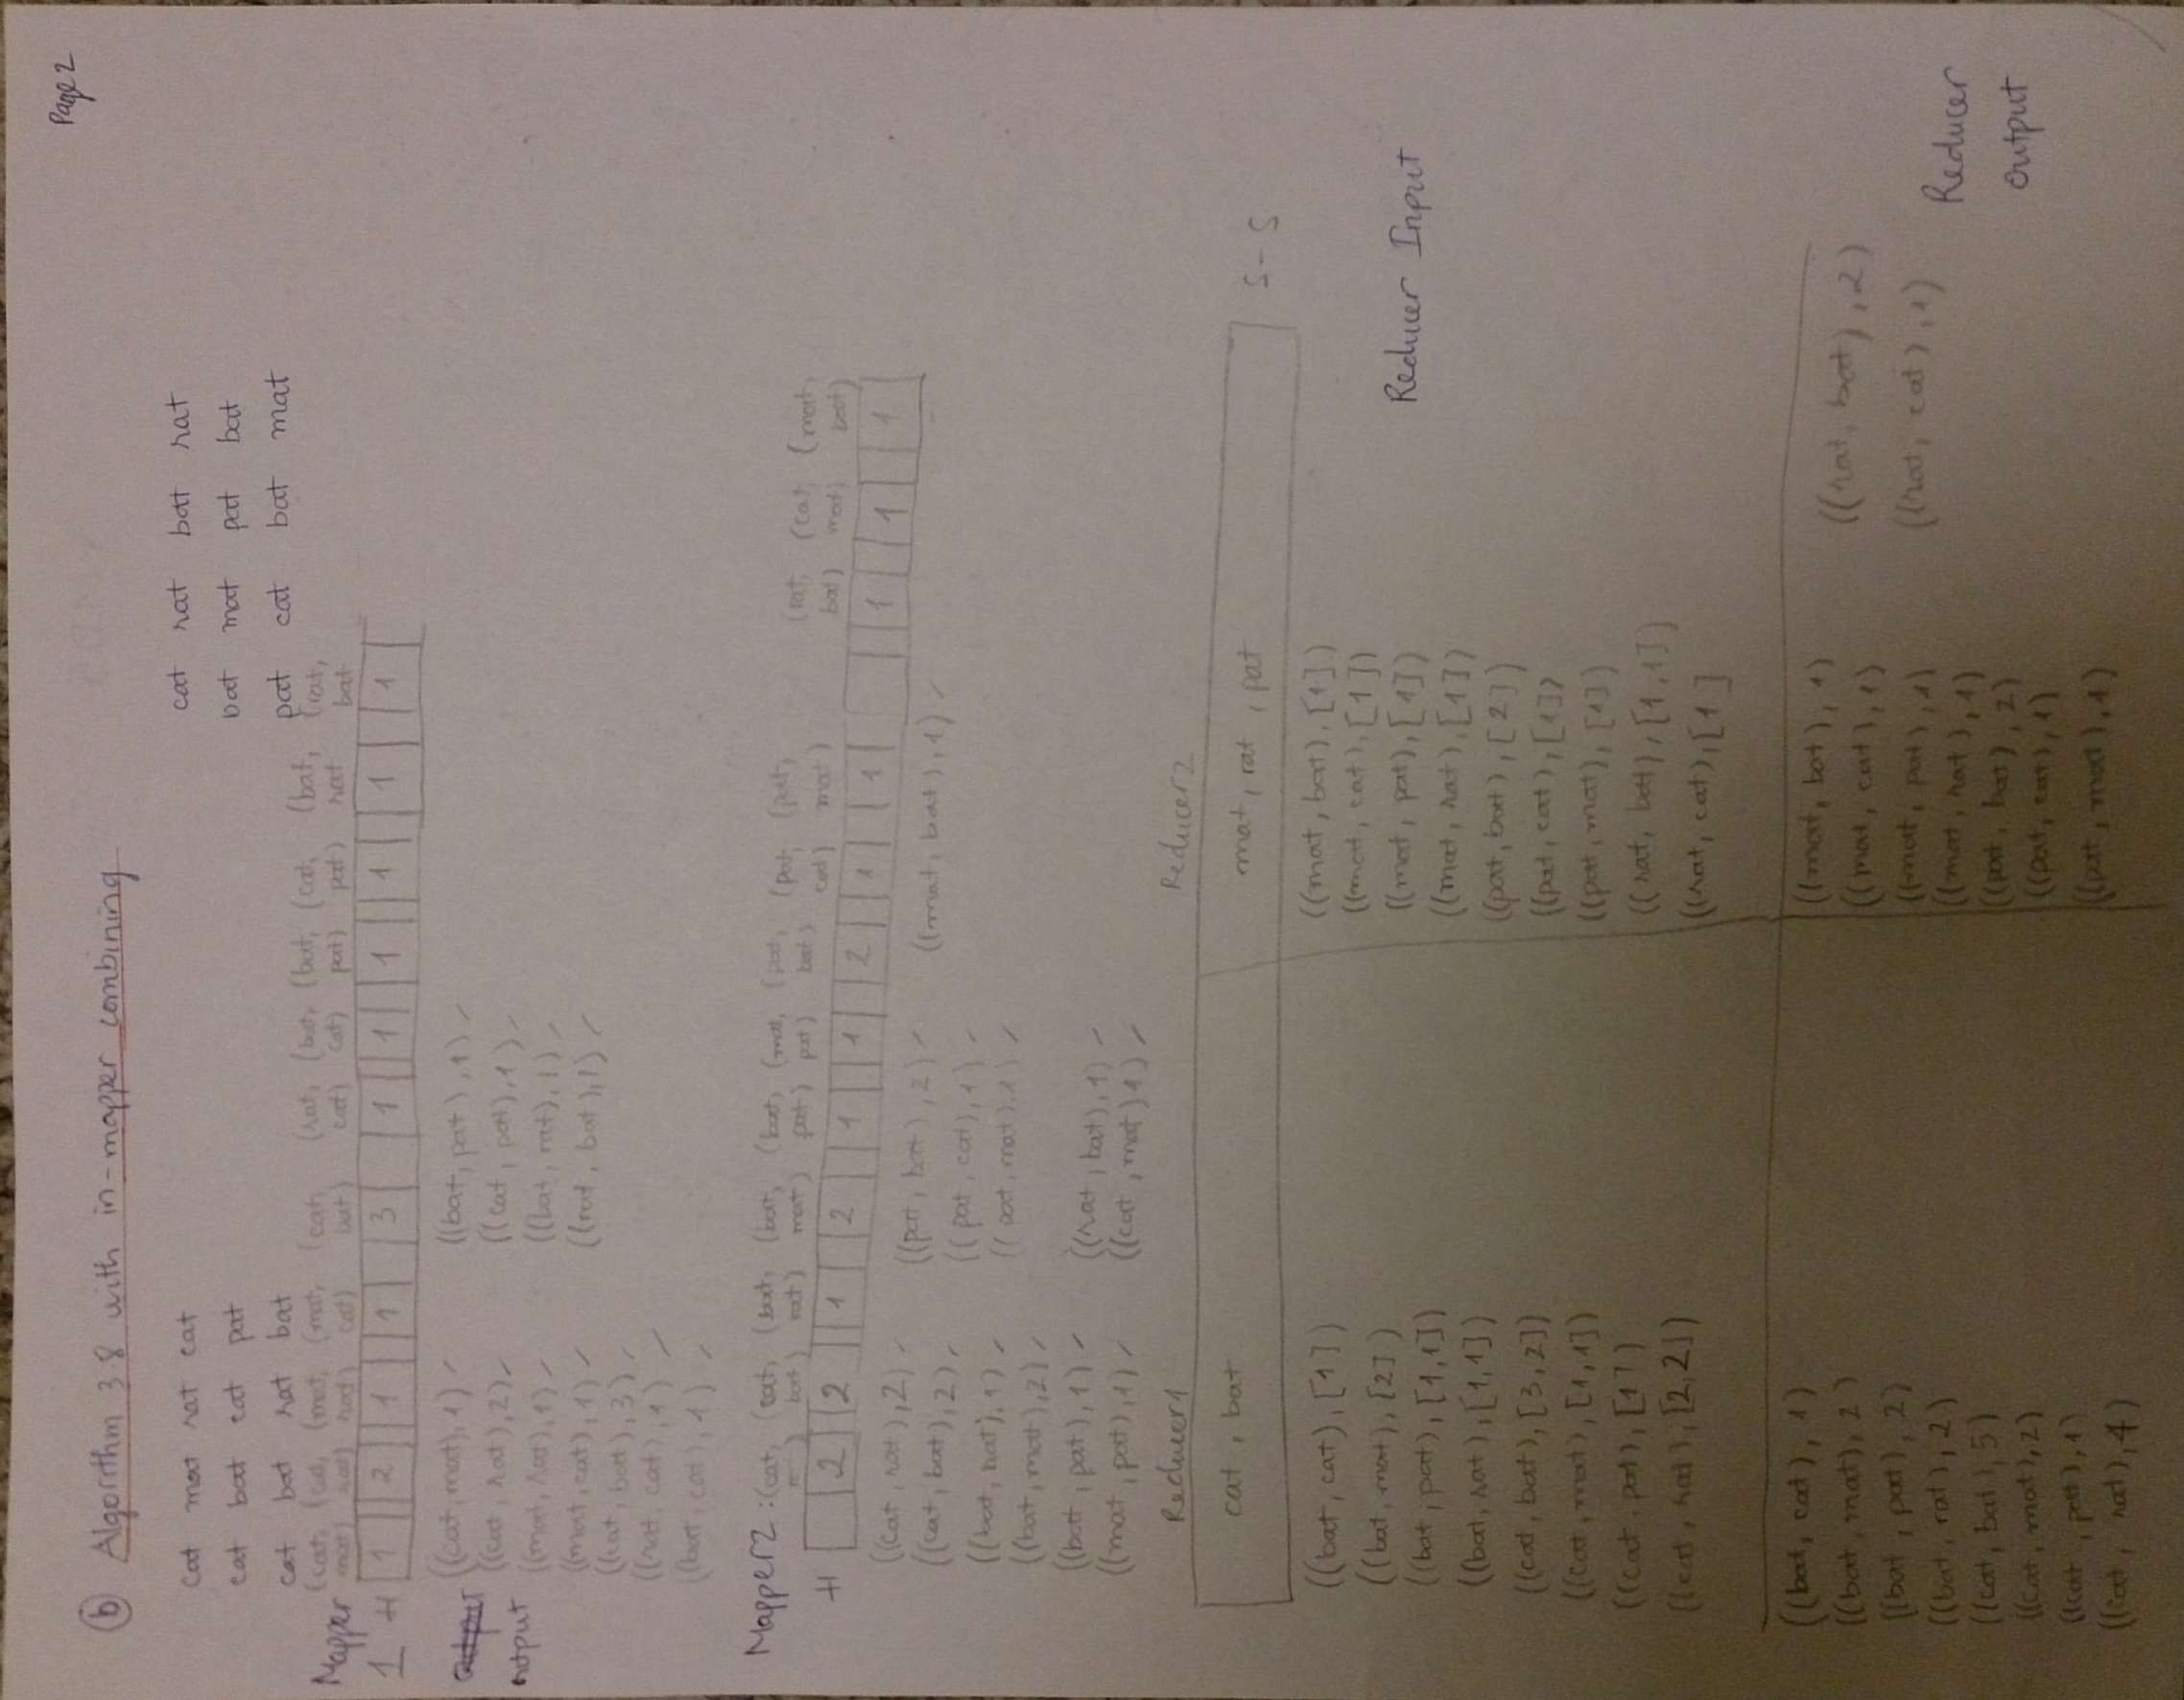 Page 2
(b) Algorithm 3.8 with in-mapper combining
cat mat rat cat
cat bat cat pat
cat bat rat bat
cat rat bat rat
bat mat pat bat
pat cat bat mat
Mapper 1
(cat, mat) (cat, rat) (mat, rat) (mat, cat) (cat, bat) (rat, cat) (bat, cat) (bat, pat) (cat, pat) (bat, rat (rat, bat
H 1 2 1 1 3 1 1 1 1 1 1
output
((cat, mat), 1) ✓ ((bat, pat), 1) ✓
((cat, rat), 2) ✓ ((cat, pat), 1) ✓
((mat, rat), 1) ✓ ((bat, rat), 1) ✓
((mat, cat), 1) ✓ ((rat, bat), 1) ✓
((cat, bat), 3) ✓
((rat, cat), 1) ✓
((bat, cat), 1) ✓
Mapper 2 : (cat, (cat, bat) (bat, rat) (bat, mat) (bat, pat) (mat, pat) (pat, bat) (pat, cat) (pat, mat) (rat, bat) (cat, mat) (mat, bat)
H 2 2 1 2 1 1 2 1 1 1 1 1
((cat, rat), 2) ✓ ((pat, bat), 2) ✓ ((mat, bat), 1) ✓
((cat, bat), 2) ✓ ((pat, cat), 1) ✓
((bat, rat), 1) ✓ ((pat, mat), 1) ✓
((bat, mat), 2) ✓
((bat, pat), 1) ✓ ((rat, bat), 1) ✓
((mat, pat), 1) ✓ ((cat, mat) 1) ✓
Reducer 1 Reducer 2
cat, bat mat, rat, pat S-S
((bat, cat), [1])
((bat, mat), [2])
((bat, pat), [1,1])
((bat, rat), [1,1])
((cat, bat), [3,2])
((cat, mat), [1,1])
((cat, pat), [1])
((cat, rat), [2,2])
((mat, bat), [1])
((mat, cat), [1])
((mat, pat), [1])
((mat, rat), [1])
((pat, bat), [2])
((pat, cat), [1])
((pat, mat), [1])
((rat, bat), [1,1])
((rat, cat), [1]
Reducer Input
((bat, cat), 1)
((bat, mat), 2)
((bat, pat), 2)
((bat, rat), 2)
((cat, bat), 5)
((cat, mat), 2)
((cat, pat), 1)
((cat, rat), 4)
((mat, bat), 1)
((mat, cat), 1)
((mat, pat), 1)
((mat, rat), 1)
((pat, bat), 2)
((pat, cat), 1)
((pat, mat), 1)
((rat, bat), 2)
((rat, cat), 1)
Reducer
output